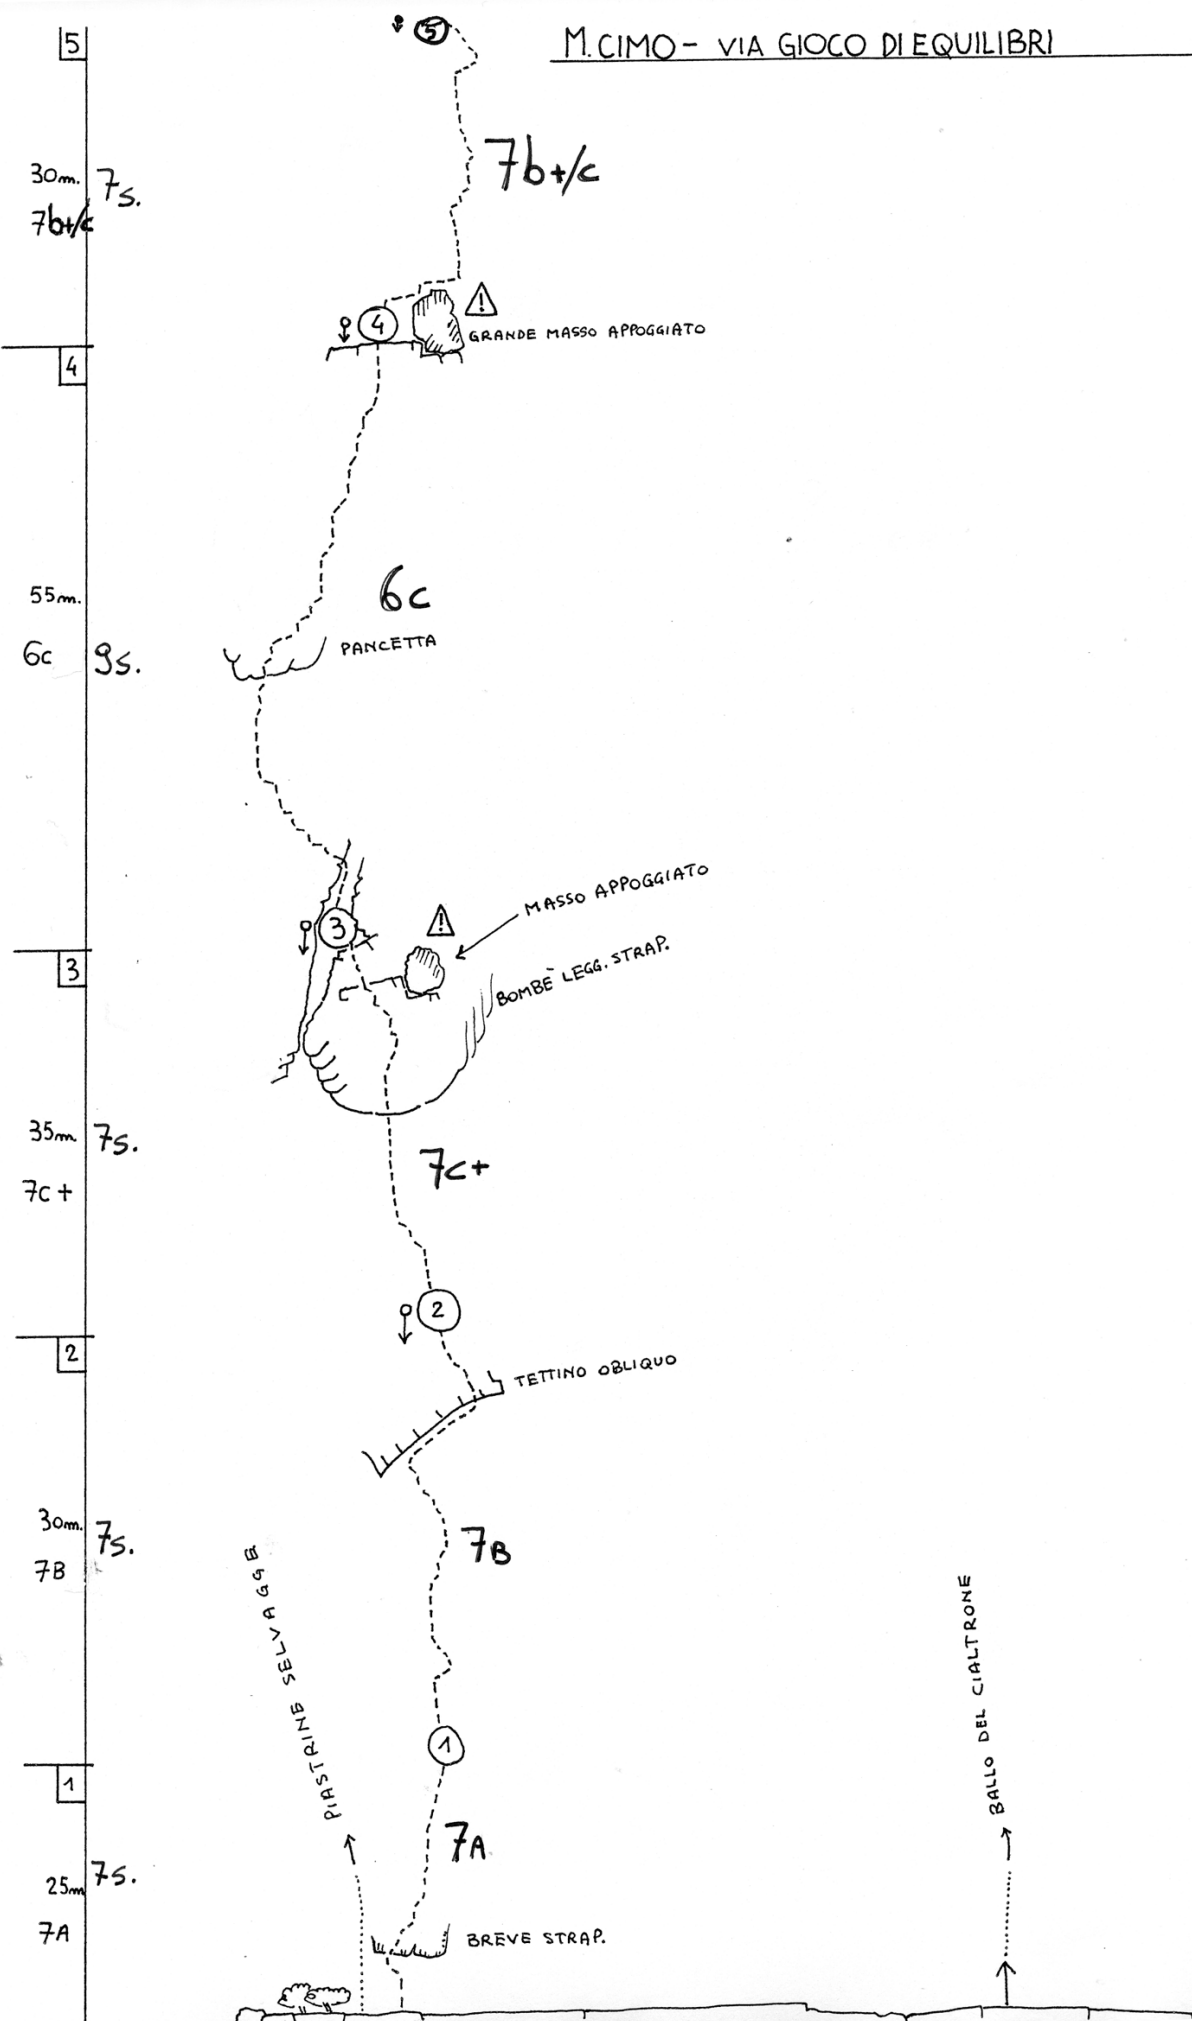 M. CIMO - VIA GIOCO DI EQUILIBRI
5
5
30m. 7s.
7b+/c
7b+/c
4
GRANDE MASSO APPOGGIATO
4
55m.
6c 9s.
6c
PANCETTA
3
MASSO APPOGGIATO
BOMBÈ LEGG. STRAP.
3
35m 7s.
7c+
7c+
2
2
TETTINO OBLIQUO
30m. 7s.
7B
7B
PIASTRINE SELVAGGE
BALLO DEL CIALTRONE
1
1
7A
25m 7s.
7A
BREVE STRAP.